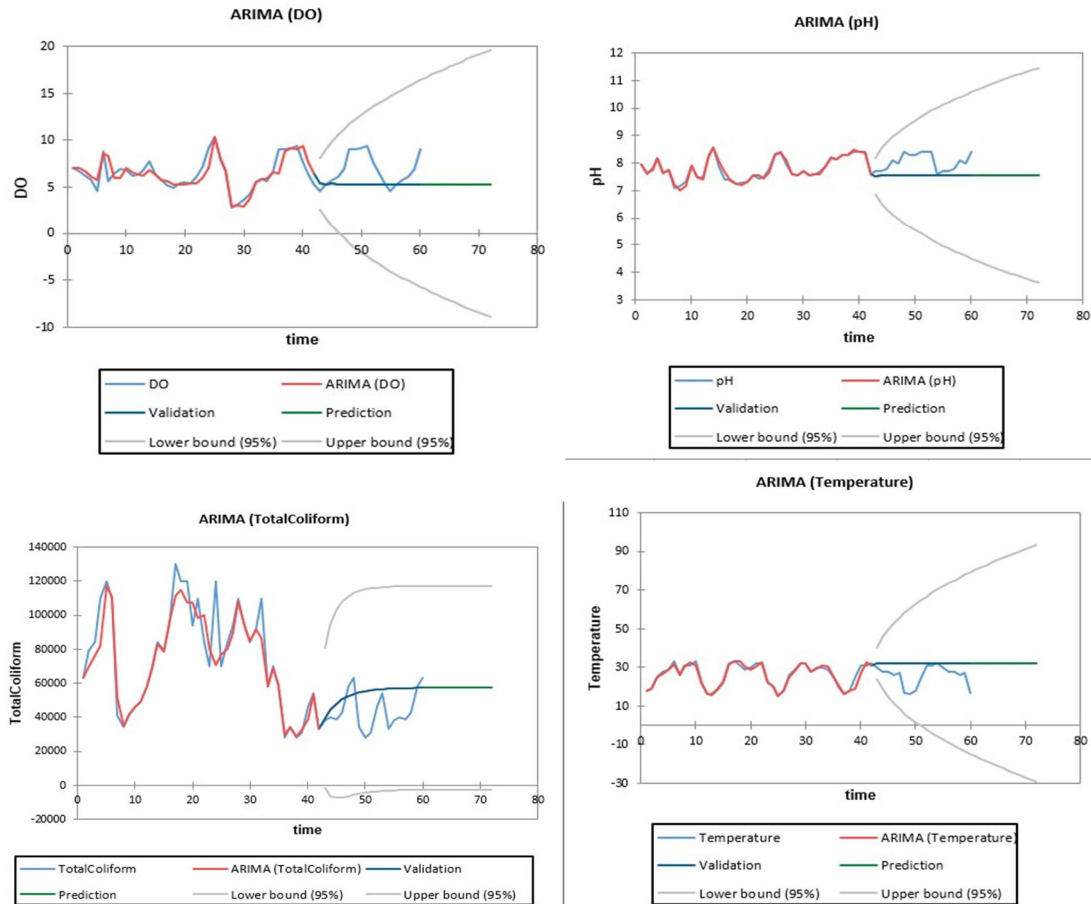 ARIMA (DO)
20
15
10
5
0
-5
-10
0 10 20 30 40 50 60 70 80
DO
time
DO ARIMA (DO)
Validation Prediction
Lower bound (95%) Upper bound (95%)
ARIMA (pH)
12
11
10
9
8
7
6
5
4
3
0 10 20 30 40 50 60 70 80
pH
time
pH ARIMA (pH)
Validation Prediction
Lower bound (95%) Upper bound (95%)
ARIMA (TotalColiform)
140000
120000
100000
80000
60000
40000
20000
0
-20000
0 10 20 30 40 50 60 70 80
TotalColiform
time
TotalColiform ARIMA (TotalColiform) Validation
Prediction Lower bound (95%) Upper bound (95%)
ARIMA (Temperature)
110
90
70
50
30
10
-10
-30
0 10 20 30 40 50 60 70 80
Temperature
time
Temperature ARIMA (Temperature)
Validation Prediction
Lower bound (95%) Upper bound (95%)